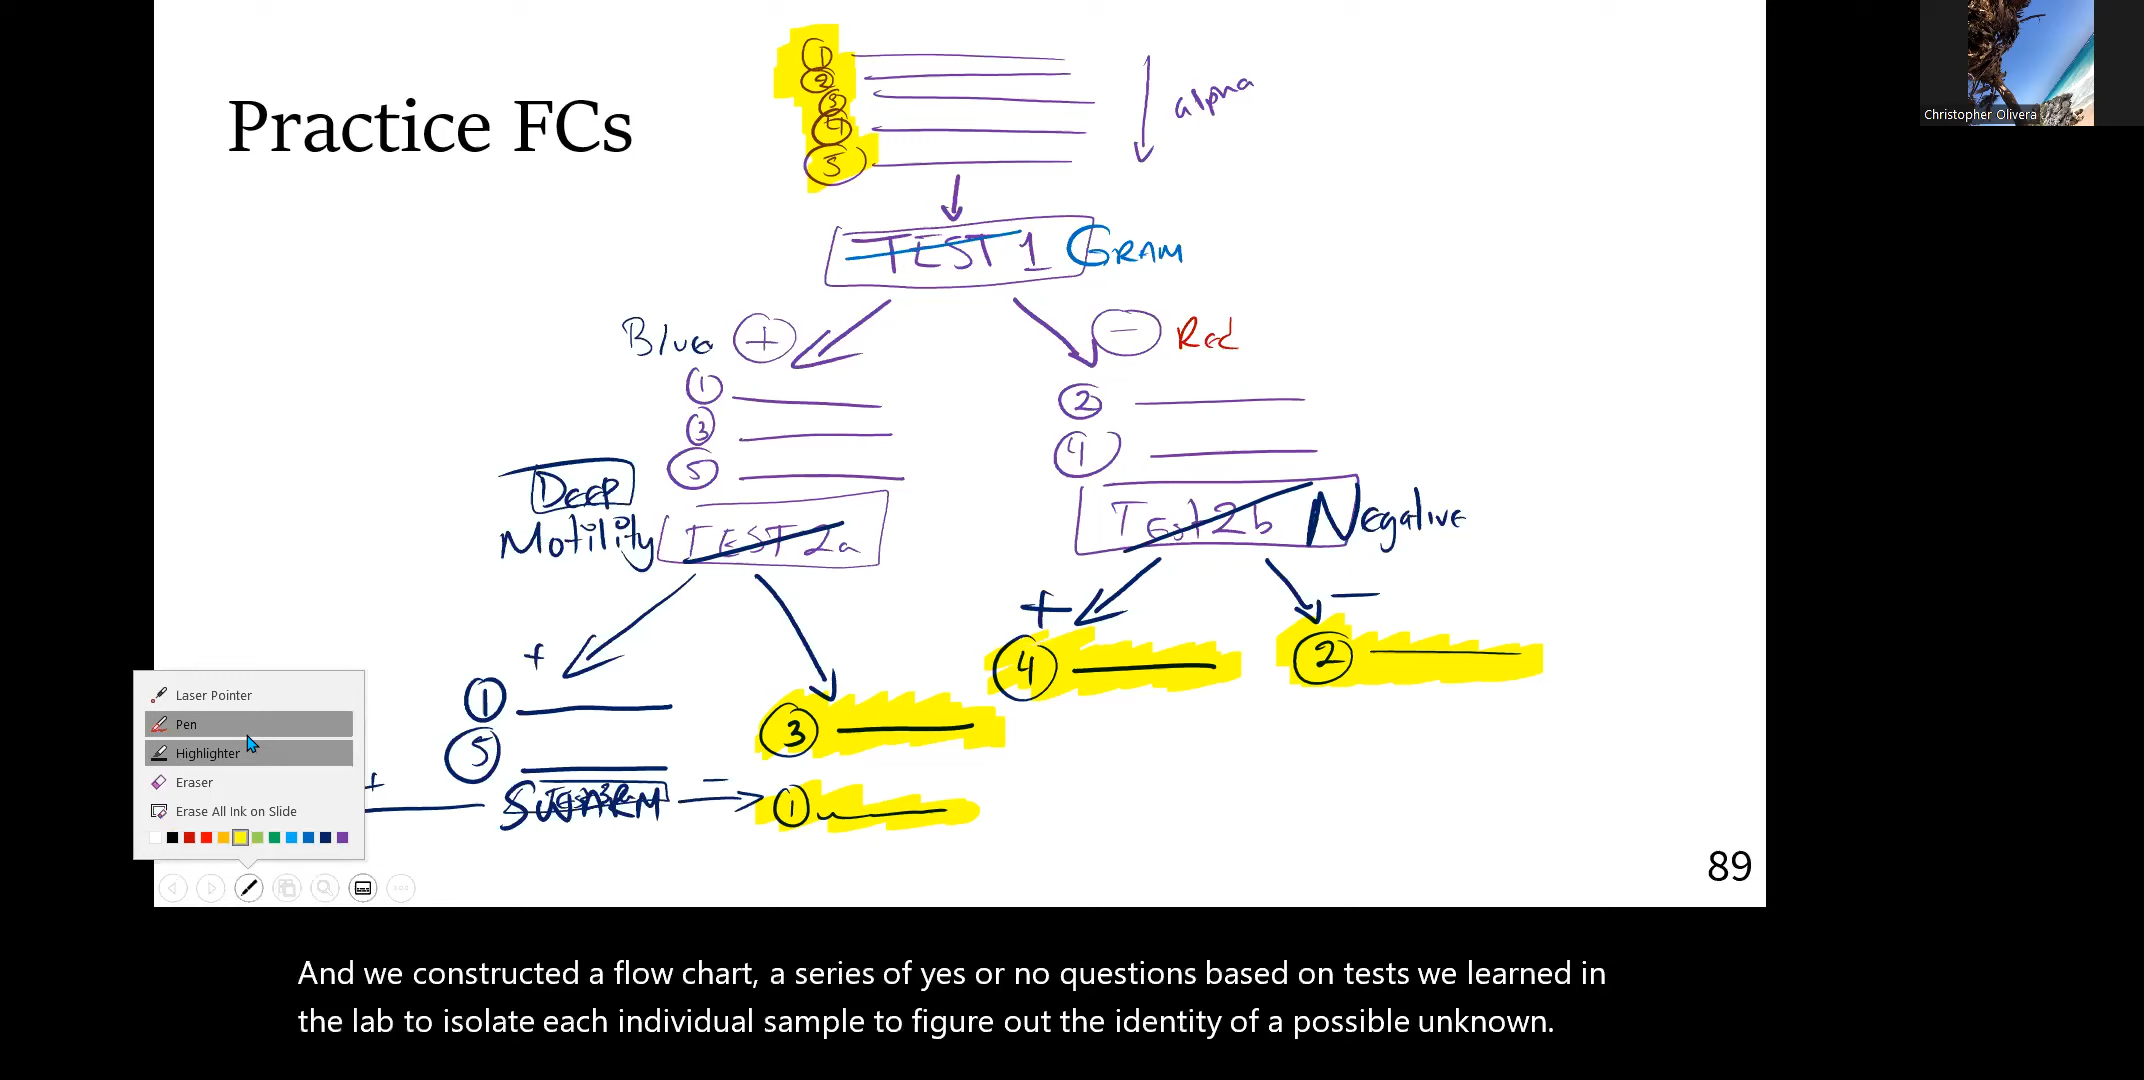 Practice FCs
1
2
3
4
5
alpha
Christopher Olivera
TEST 1 GRAM
Blue + - Red
1
3
5
2
4
DEEP
Motility TEST 2a
Test 2b Negative
+
+ -
4 2
1
5
3
+ SWARM - 1
Laser Pointer
Pen
Highlighter
Eraser
Erase All Ink on Slide
89
And we constructed a flow chart, a series of yes or no questions based on tests we learned in
the lab to isolate each individual sample to figure out the identity of a possible unknown.